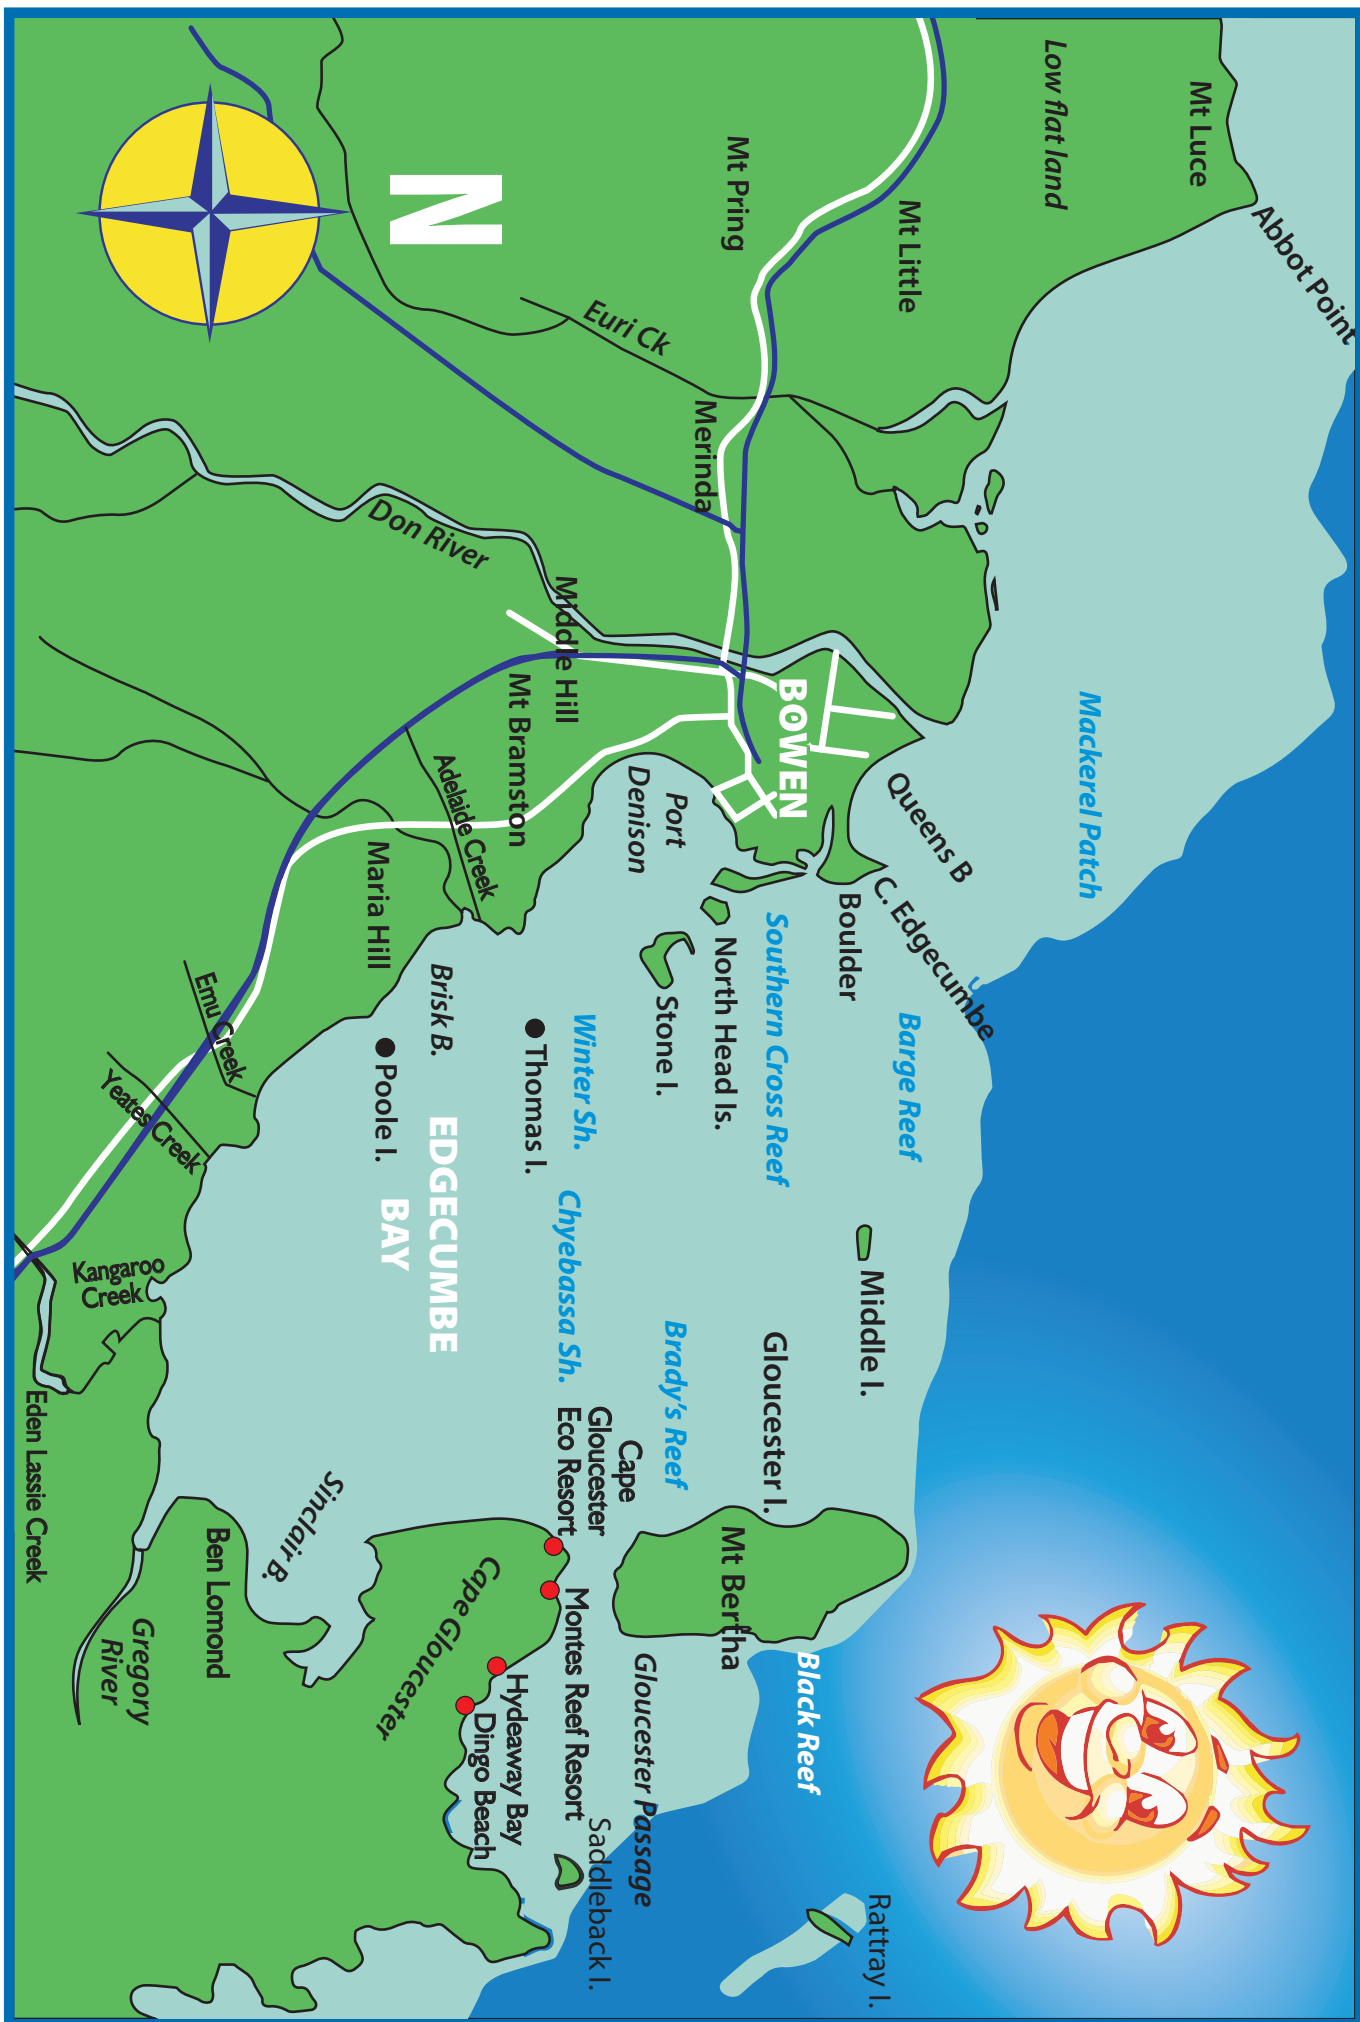 Abbot Point
Mt Luce
Low flat land
Mt Little
Mt Pring
N
Euri Ck
Merinda
Don River
Middle Hill
Mt Bramston
BOWEN
Mackerel Patch
Queens B
C. Edgecumbe
Boulder
Port
Denison
Adelaide Creek
Maria Hill
North Head Is.
Stone I.
Southern Cross Reef
Barge Reef
Brisk B.
Thomas I.
Winter Sh.
Poole I.
Emu Creek
Yeates Creek
EDGECUMBE
BAY
Chyebassa Sh.
Middle I.
Gloucester I.
Brady's Reef
Kangaroo
Creek
Eden Lassie Creek
Cape
Gloucester
Eco Resort
Sinclair B.
Ben Lomond
Gregory
River
Cape Gloucester
Mt Bertha
Montes Reef Resort
Hydeaway Bay
Dingo Beach
Gloucester Passage
Black Reef
Saddleback I.
Rattray I.